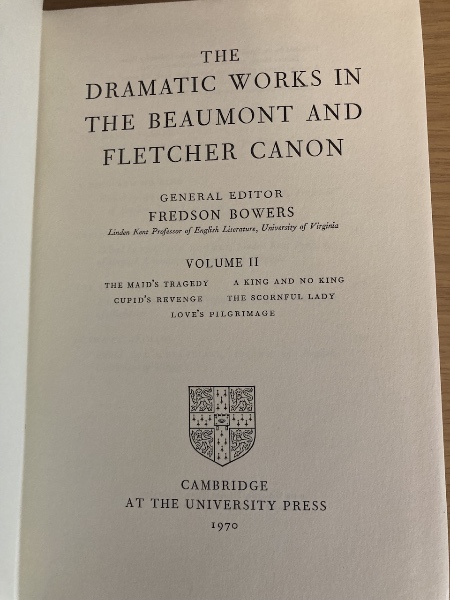 THE
DRAMATIC WORKS IN
THE BEAUMONT AND
FLETCHER CANON
GENERAL EDITOR
FREDSON BOWERS
Linden Kent Professor of English Literature, University of Virginia
VOLUME II
THE MAID'S TRAGEDY A KING AND NO KING
CUPID'S REVENGE THE SCORNFUL LADY
LOVE'S PILGRIMAGE
CAMBRIDGE
AT THE UNIVERSITY PRESS
1970